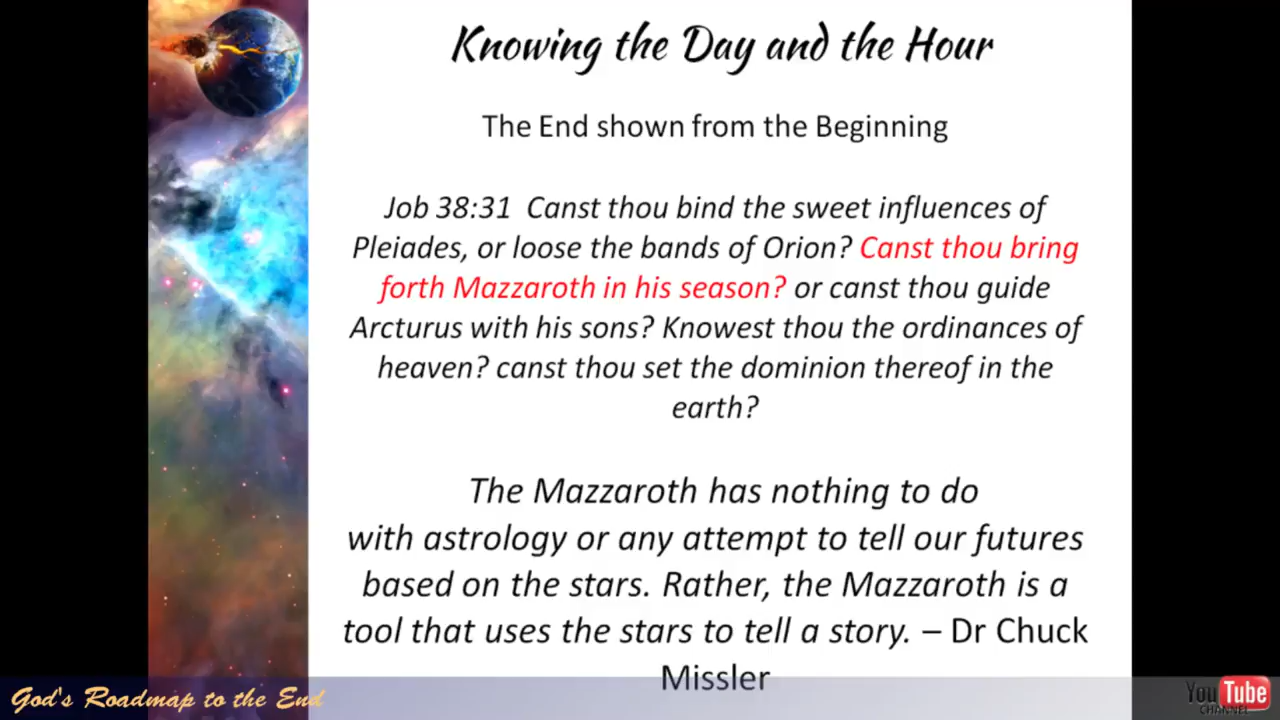 Knowing the Day and the Hour
The End shown from the Beginning
Job 38:31 Canst thou bind the sweet influences of
Pleiades, or loose the bands of Orion? Canst thou bring
forth Mazzaroth in his season? or canst thou guide
Arcturus with his sons? Knowest thou the ordinances of
heaven? canst thou set the dominion thereof in the
earth?
The Mazzaroth has nothing to do
with astrology or any attempt to tell our futures
based on the stars. Rather, the Mazzaroth is a
tool that uses the stars to tell a story. – Dr Chuck
Missler
God's Roadmap to the End
YouTube
CHANNEL